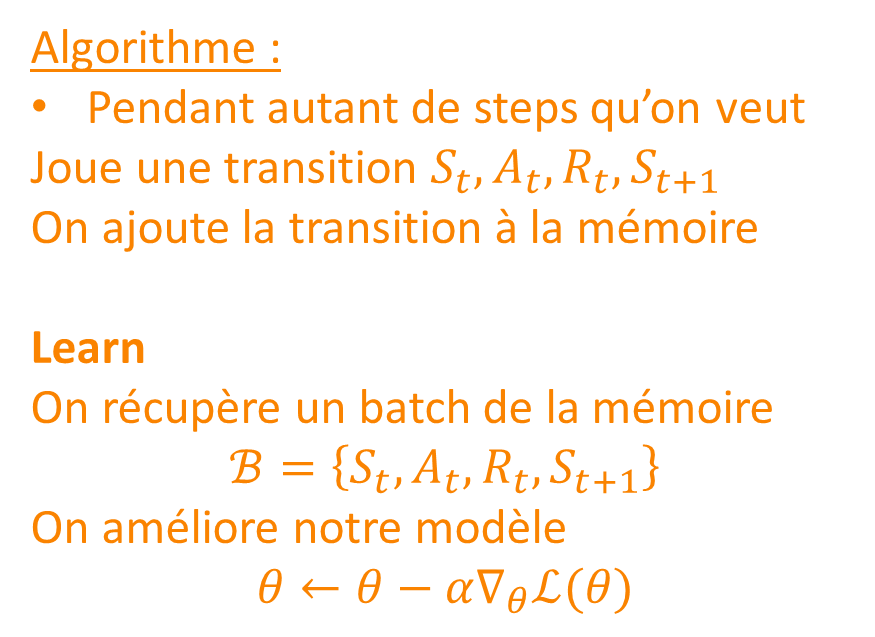 Algorithme :
• Pendant autant de steps qu’on veut
Joue une transition $S_t, A_t, R_t, S_{t+1}$
On ajoute la transition à la mémoire
Learn
On récupère un batch de la mémoire
$\mathcal{B} = \{S_t, A_t, R_t, S_{t+1}\}$
On améliore notre modèle
$\theta \leftarrow \theta - \alpha \nabla_\theta \mathcal{L}(\theta)$